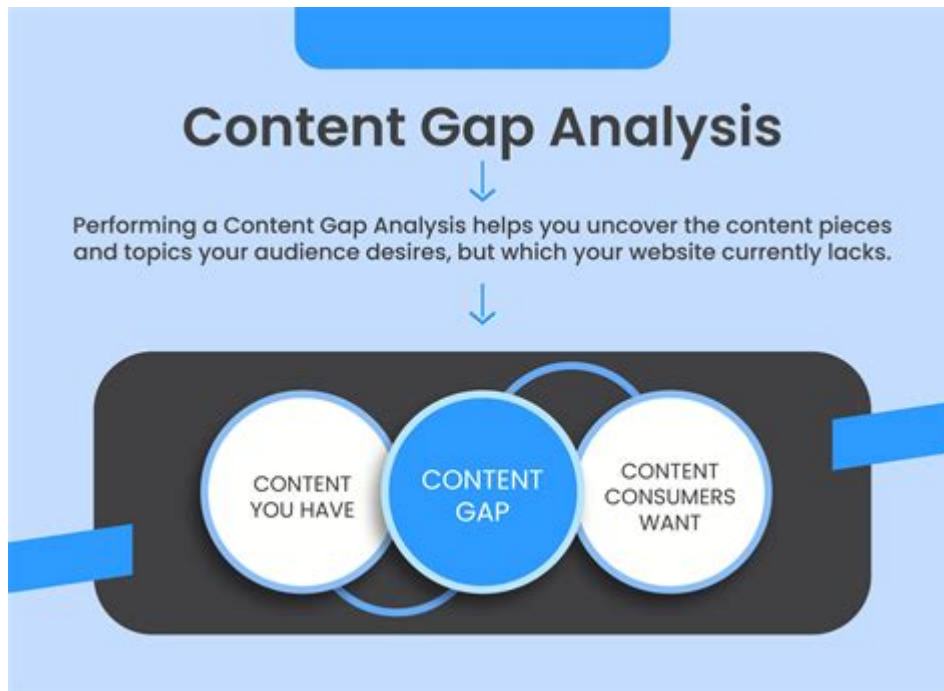 Content Gap Analysis
Performing a Content Gap Analysis helps you uncover the content pieces
and topics your audience desires, but which your website currently lacks.
CONTENT
YOU HAVE
CONTENT
GAP
CONTENT
CONSUMERS
WANT